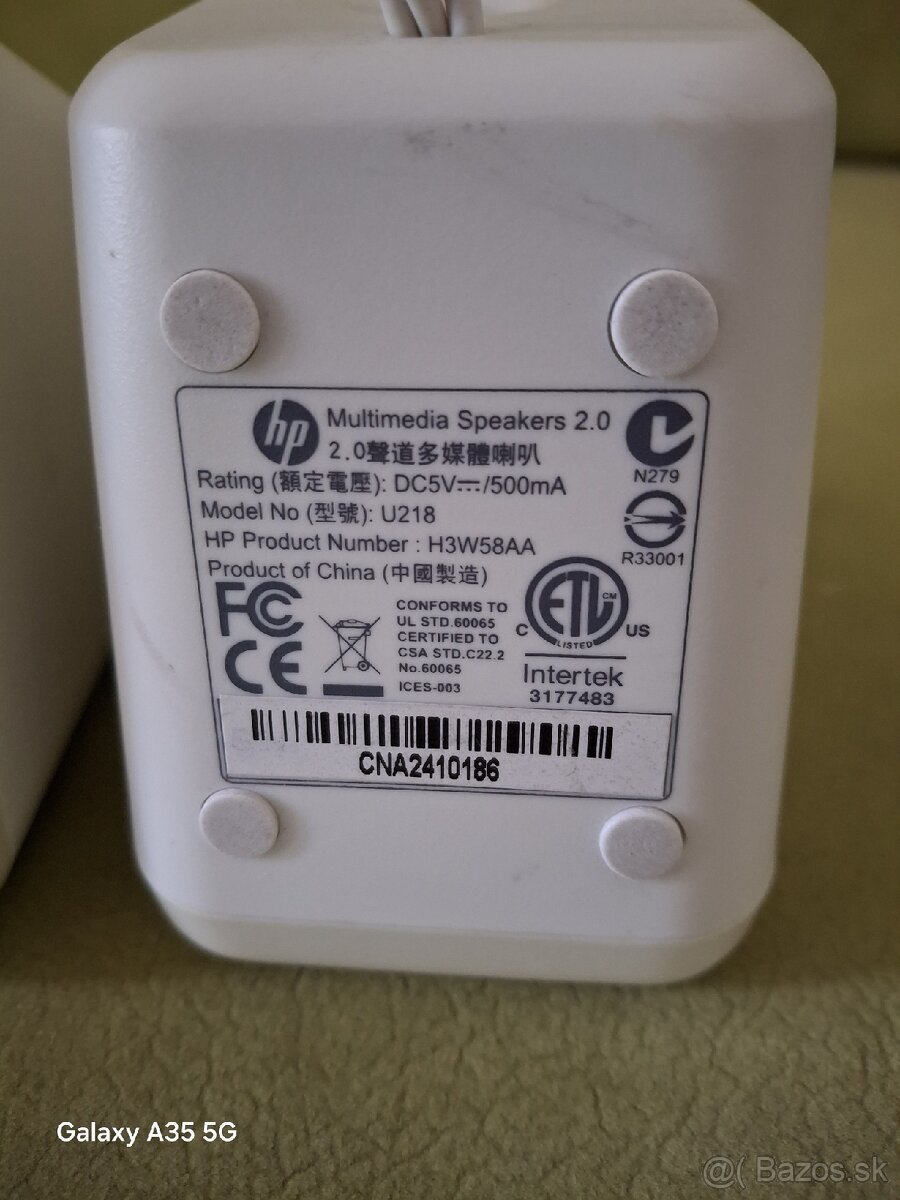 hp Multimedia Speakers 2.0
2.0聲道多媒體喇叭
N279
Rating (額定電壓): DC5V⎓/500mA
Model No (型號): U218
HP Product Number : H3W58AA
R33001
Product of China (中國製造)
FCC
CE
CONFORMS TO
UL STD.60065
CERTIFIED TO
CSA STD.C22.2
No.60065
ICES-003
ETL CM
C US
LISTED
Intertek
3177483
CNA2410186
Galaxy A35 5G
@( Bazos.sk